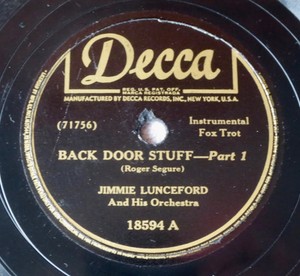 Decca
REG. U.S. PAT. OFF.
MARCA REGISTRADA
MANUFACTURED BY DECCA RECORDS, INC., NEW YORK, U.S.A.
(71756)
Instrumental
Fox Trot
BACK DOOR STUFF—Part 1
(Roger Segure)
JIMMIE LUNCEFORD
And His Orchestra
18594 A